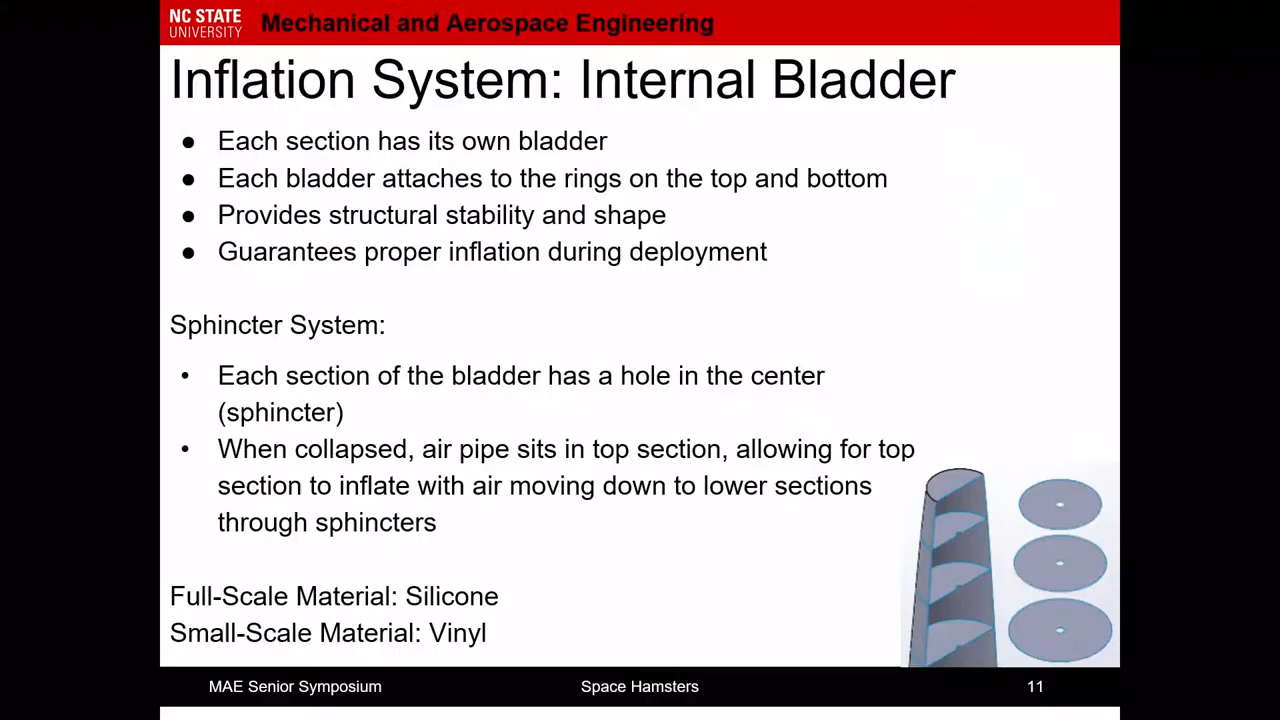 NC STATE
UNIVERSITY
Mechanical and Aerospace Engineering
Inflation System: Internal Bladder
● Each section has its own bladder
● Each bladder attaches to the rings on the top and bottom
● Provides structural stability and shape
● Guarantees proper inflation during deployment
Sphincter System:
• Each section of the bladder has a hole in the center
(sphincter)
• When collapsed, air pipe sits in top section, allowing for top
section to inflate with air moving down to lower sections
through sphincters
Full-Scale Material: Silicone
Small-Scale Material: Vinyl
MAE Senior Symposium
Space Hamsters
11